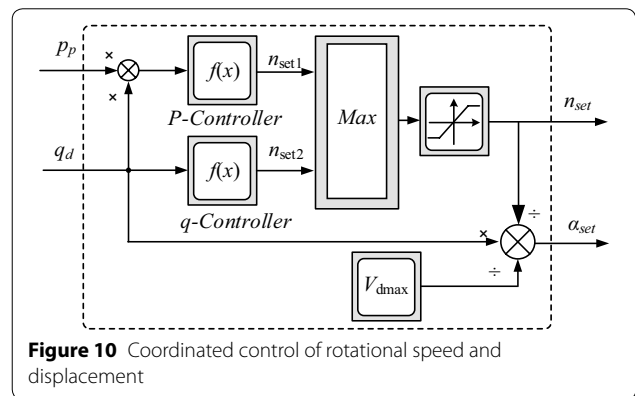 p_p
×
×
f(x)
n_set1
P-Controller
q_d
f(x)
n_set2
q-Controller
Max
n_set
÷
×
α_set
÷
V_dmax
Figure 10 Coordinated control of rotational speed and
displacement